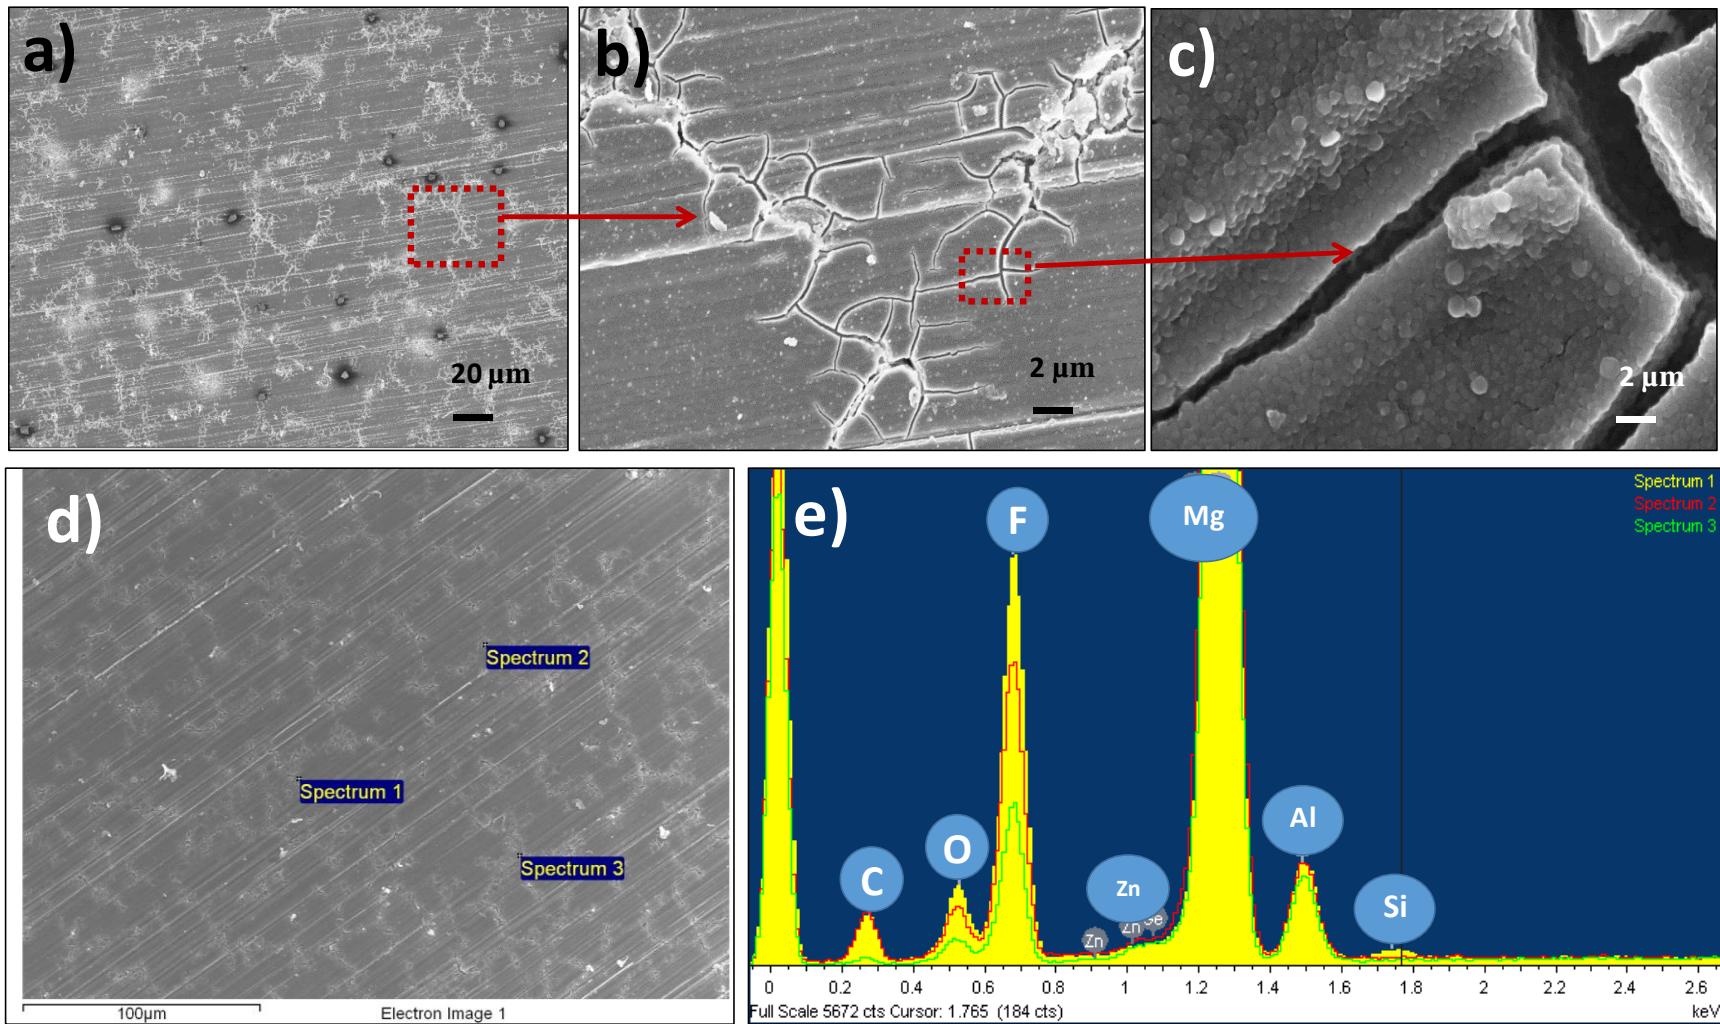 a)
20 μm
b)
2 μm
c)
2 μm
d)
Spectrum 2
Spectrum 1
Spectrum 3
100μm
Electron Image 1
e)
Spectrum 1
Spectrum 2
Spectrum 3
F
Mg
C
O
Zn
Zn
Zn
Al
Si
0 0.2 0.4 0.6 0.8 1 1.2 1.4 1.6 1.8 2 2.2 2.4 2.6
Full Scale 5672 cts Cursor: 1.765 (184 cts)
keV